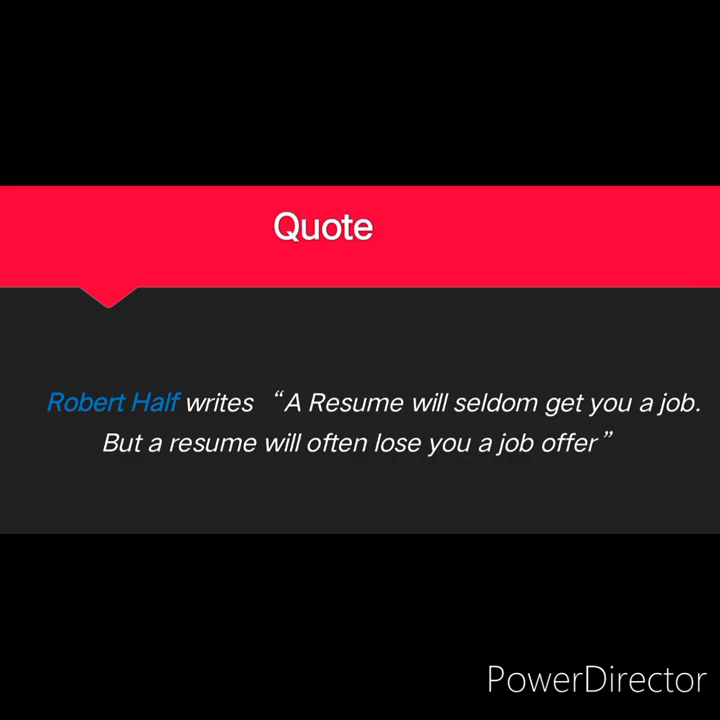 Quote
Robert Half writes “A Resume will seldom get you a job.
But a resume will often lose you a job offer”
PowerDirector